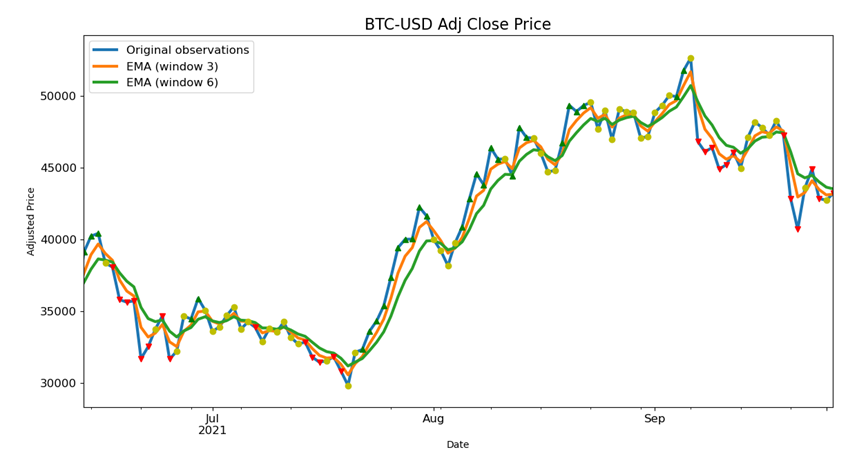 BTC-USD Adj Close Price
Original observations
EMA (window 3)
EMA (window 6)
50000
45000
40000
35000
30000
Adjusted Price
Jul
2021
Aug
Sep
Date